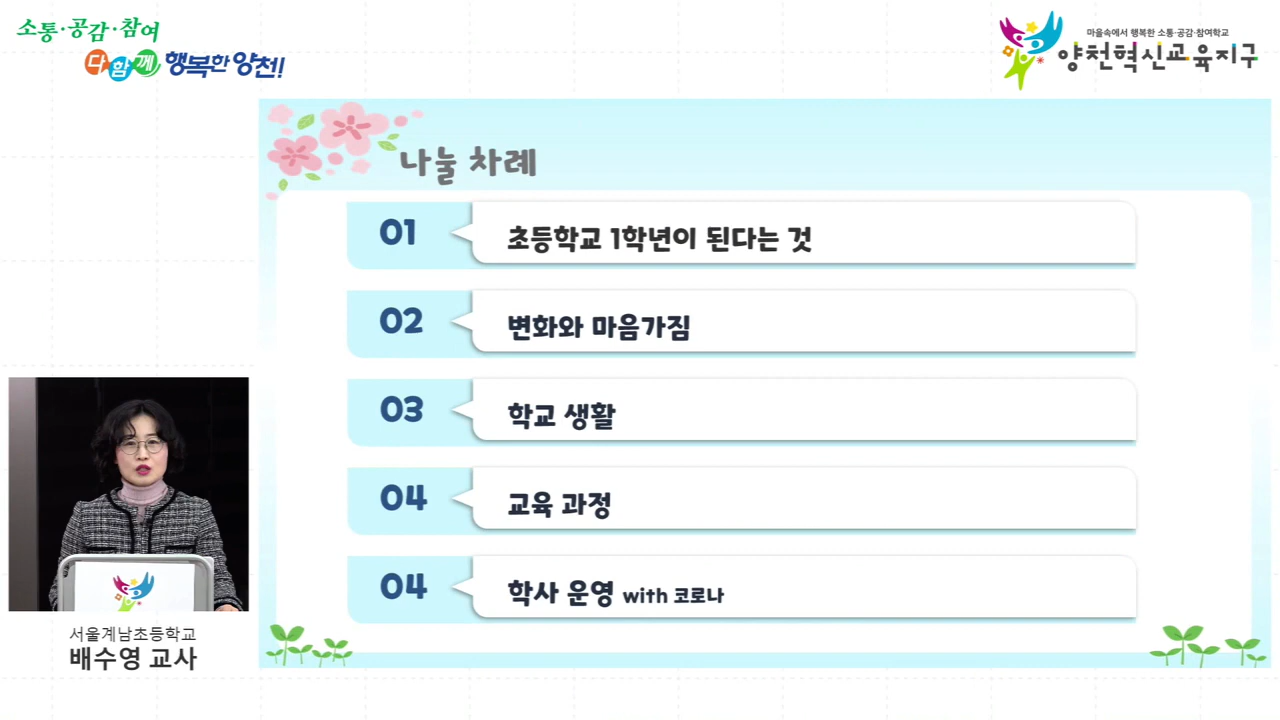 소통·공감·참여
다함께 행복한 양천!
마을속에서 행복한 소통·공감·참여학교
양천혁신교육지구
나눌 차례
01
초등학교 1학년이 된다는 것
02
변화와 마음가짐
03
학교 생활
04
교육 과정
04
학사 운영 with 코로나
서울계남초등학교
배수영 교사